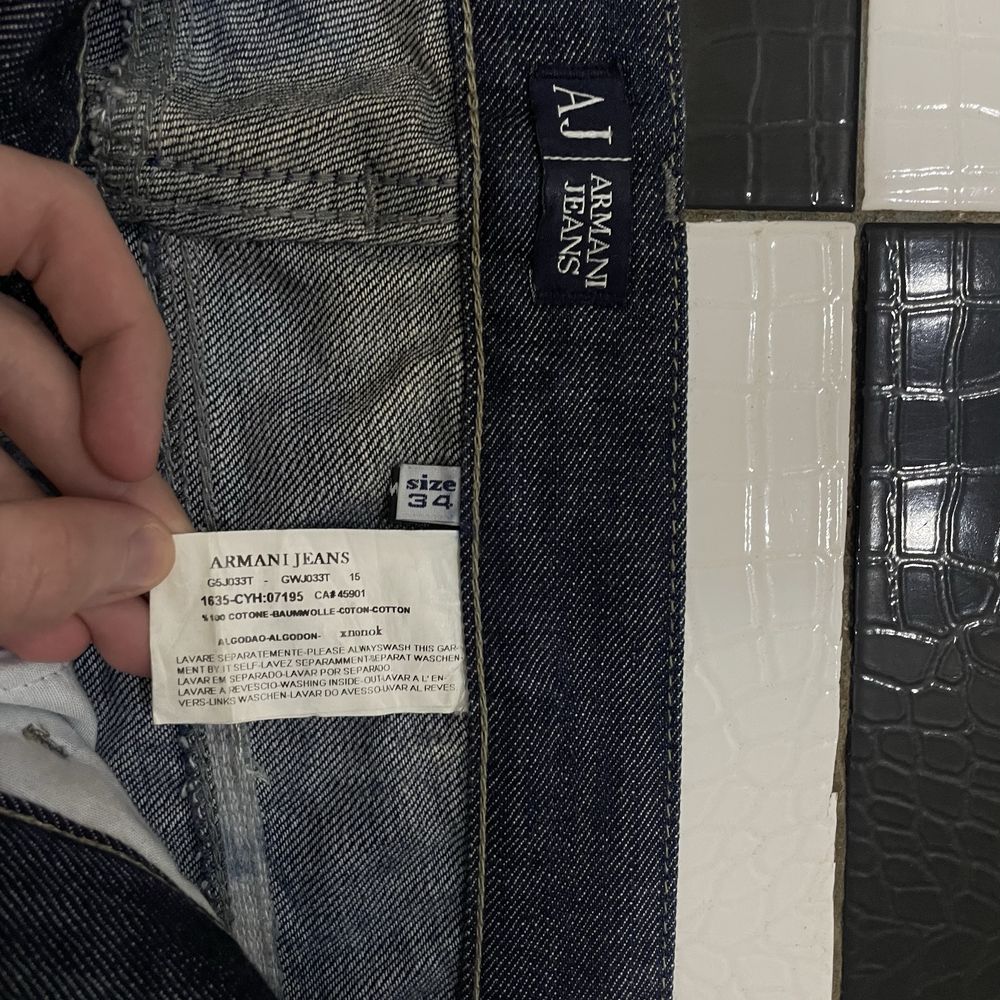 AJ
ARMANI
JEANS
size
34
ARMANI JEANS
G5J033T - GWJ033T 15
1635-CYH:07195 CA#45901
%100 COTONE-BAUMWOLLE-COTON-COTTON
ALGODAO-ALGODON- xnonok
LAVARE SEPARATEMENTE-PLEASE ALWAYSWASH THIS GAR-
MENT BY IT SELF-LAVEZ SEPARAMMENT-SEPARAT WASCHEN-
LAVAR EM SEPARADO-LAVAR POR SEPARADO.
LAVARE A REVESCIO-WASHING INSIDE-OUT-LAVAR A L' EN-
VERS-LINKS WASCHEN-LAVAR DO AVESSO-LAVAR AL REVES